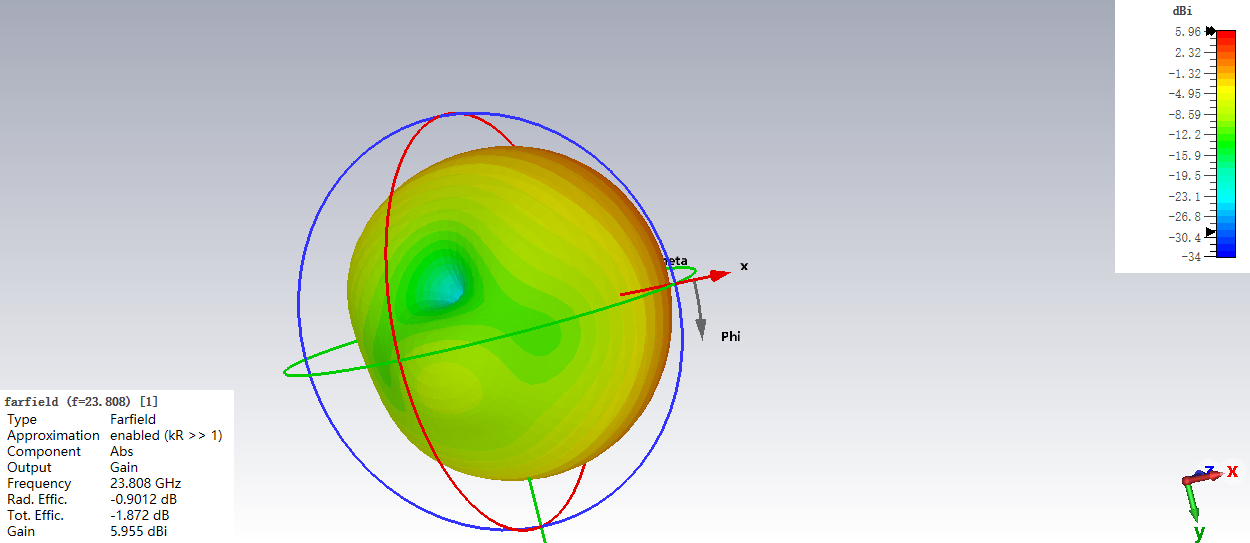 dBi
5.96
2.32
-1.32
-4.95
-8.59
-12.2
-15.9
-19.5
-23.1
-26.8
-30.4
-34
x
Phi
farfield (f=23.808) [1]
Type Farfield
Approximation enabled (kR >> 1)
Component Abs
Output Gain
Frequency 23.808 GHz
Rad. Effic. -0.9012 dB
Tot. Effic. -1.872 dB
Gain 5.955 dBi
z
x
y